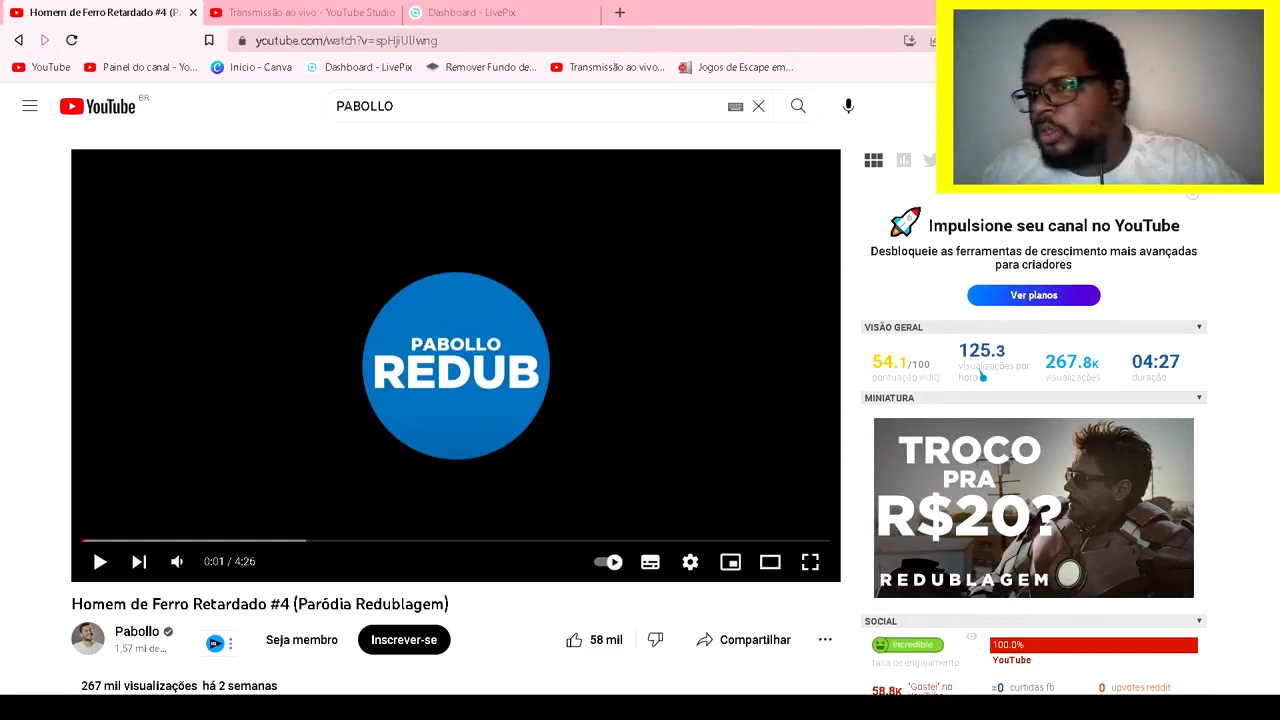 Homem de Ferro Retardado #4 (P
Transmissão ao vivo - YouTube Studio
Dashboard - LivePix
youtube.com/watch?v=spHjiUlJwng
YouTube
Painel do canal - Yo...
Início - Canva
Dashboard - LivePix
Remover Fundo de...
Transmissão ao vivo...
Jogos de Escape em...
YouTube BR
PABOLLO
PABOLLO
REDUB
0:01 / 4:26
Homem de Ferro Retardado #4 (Paródia Redublagem)
Pabollo
1,57 mi de...
Seja membro
Inscrever-se
58 mil
Compartilhar
267 mil visualizações há 2 semanas
Impulsione seu canal no YouTube
Desbloqueie as ferramentas de crescimento mais avançadas
para criadores
Ver planos
VISÃO GERAL
54.1/100
pontuação vidIQ
125.3
visualizações por
hora
267.8K
visualizações
04:27
duração
MINIATURA
TROCO
PRA
R$20?
REDUBLAGEM
SOCIAL
Incredible
taxa de engajamento
100.0%
YouTube
58.8K "Gostei" no
≈0 curtidas fb
0 upvotes reddit